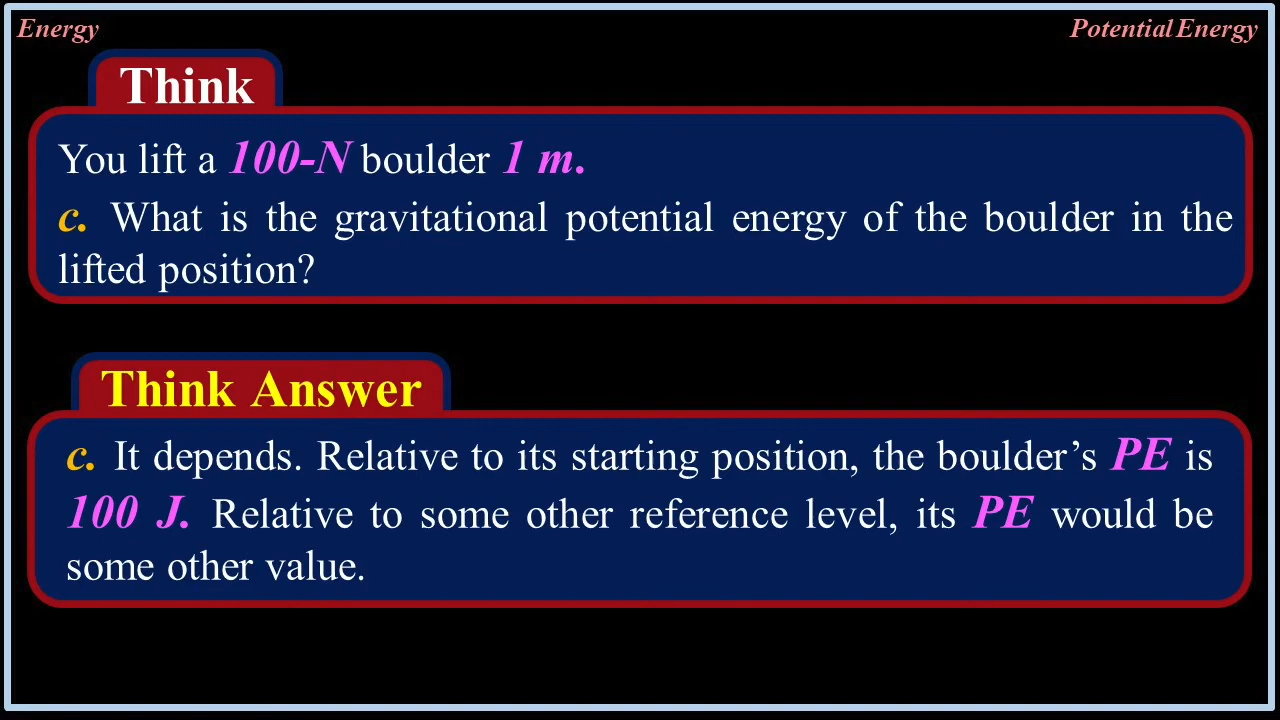 Energy
Potential Energy
Think
You lift a 100-N boulder 1 m.
c. What is the gravitational potential energy of the boulder in the
lifted position?
Think Answer
c. It depends. Relative to its starting position, the boulder’s PE is
100 J. Relative to some other reference level, its PE would be
some other value.